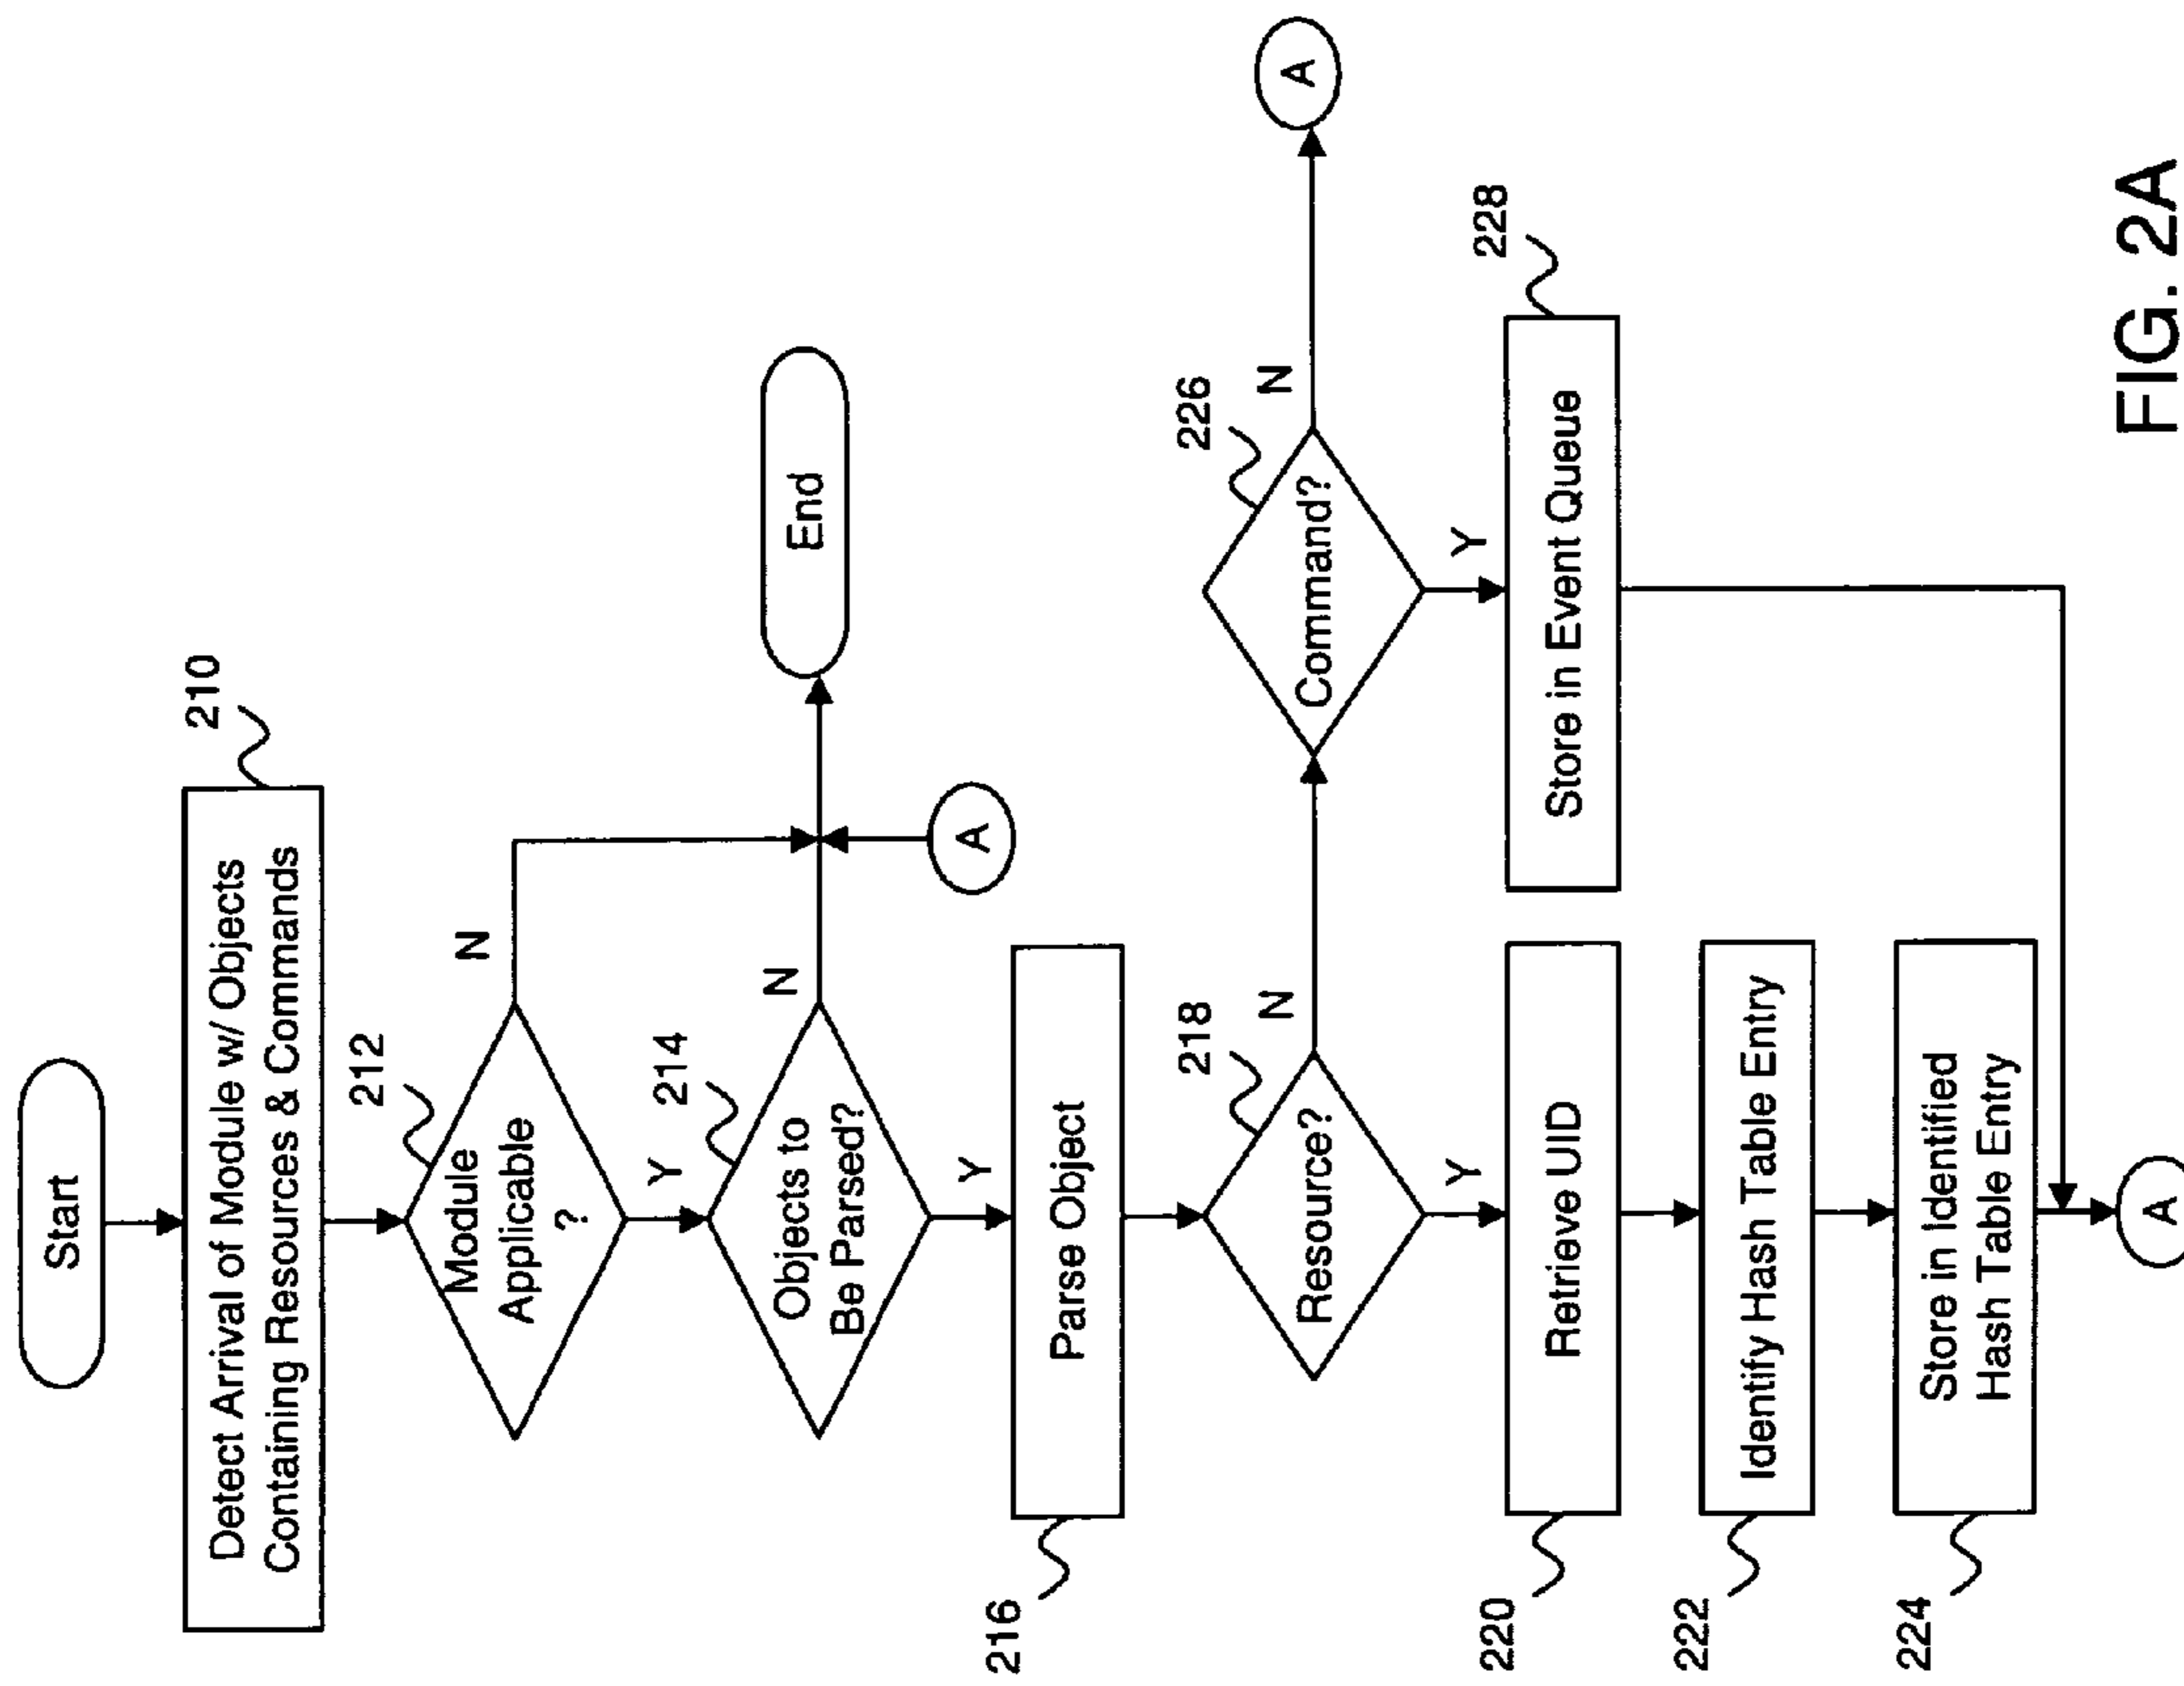 Start
210
Detect Arrival of Module w/ Objects
Containing Resources & Commands
212
Module
Applicable
?
N
Y
214
Objects to
Be Parsed?
N
End
A
Y
216
Parse Object
218
Resource?
N
226
Command?
N
A
Y
Y
220
Retrieve UID
228
Store in Event Queue
222
Identify Hash Table Entry
224
Store in Identified
Hash Table Entry
A
FIG. 2A